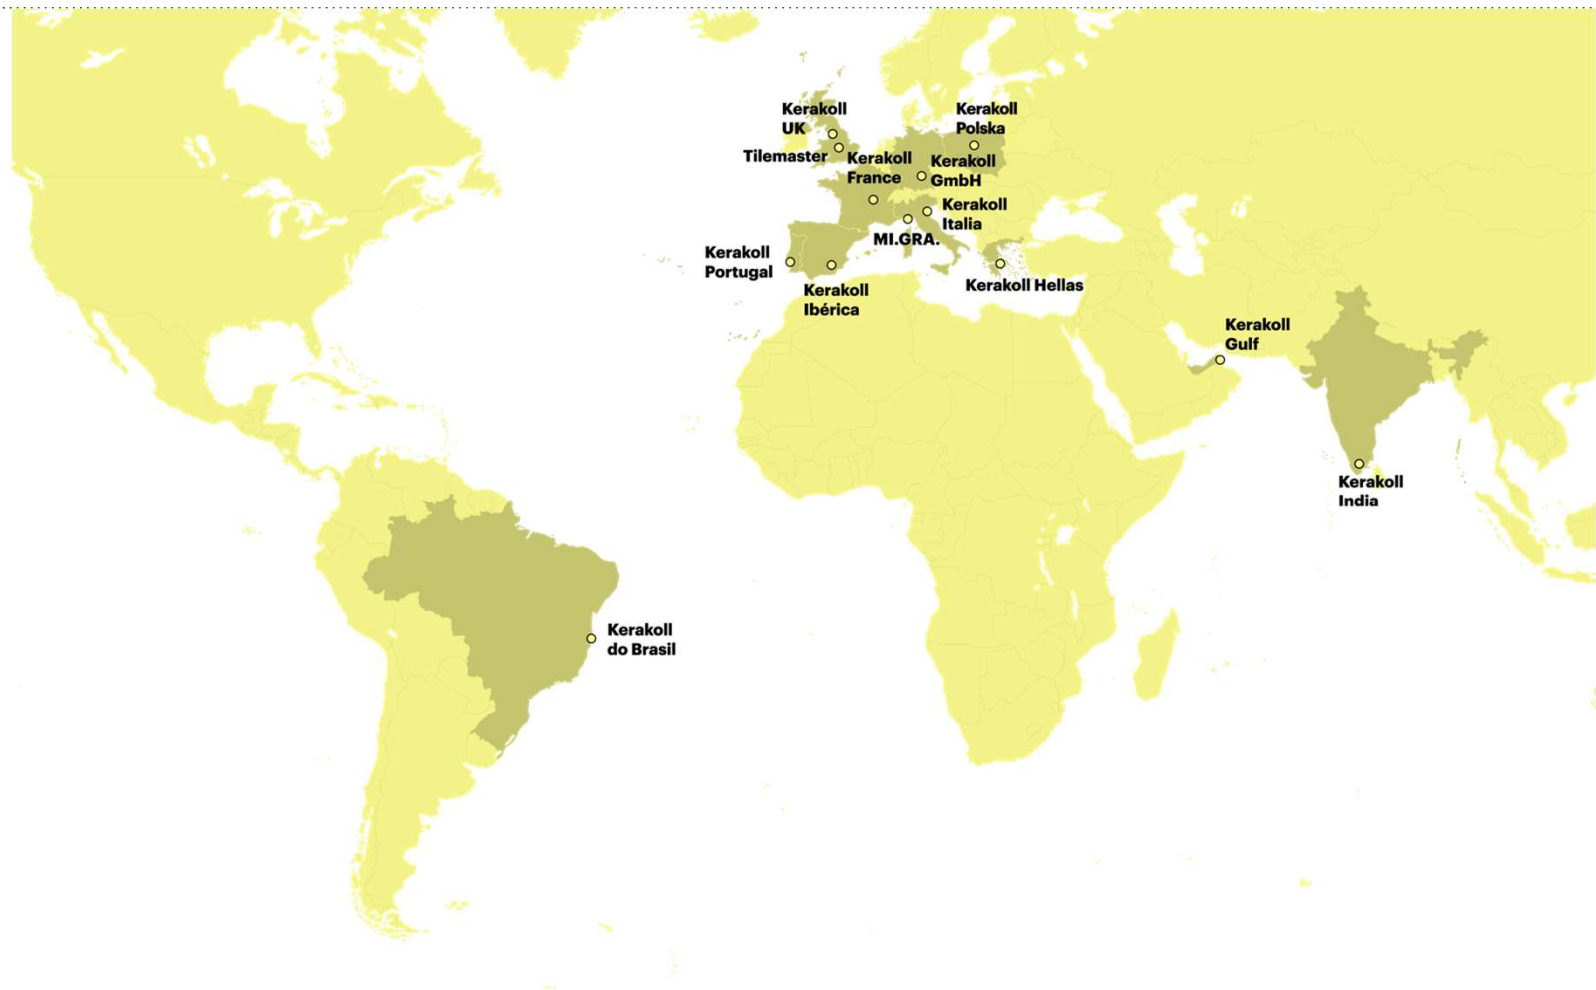 Kerakoll
UK
Tilemaster
Kerakoll
Polska
Kerakoll
France
Kerakoll
GmbH
Kerakoll
Italia
MI.GRA.
Kerakoll
Portugal
Kerakoll
Ibérica
Kerakoll Hellas
Kerakoll
Gulf
Kerakoll
India
Kerakoll
do Brasil